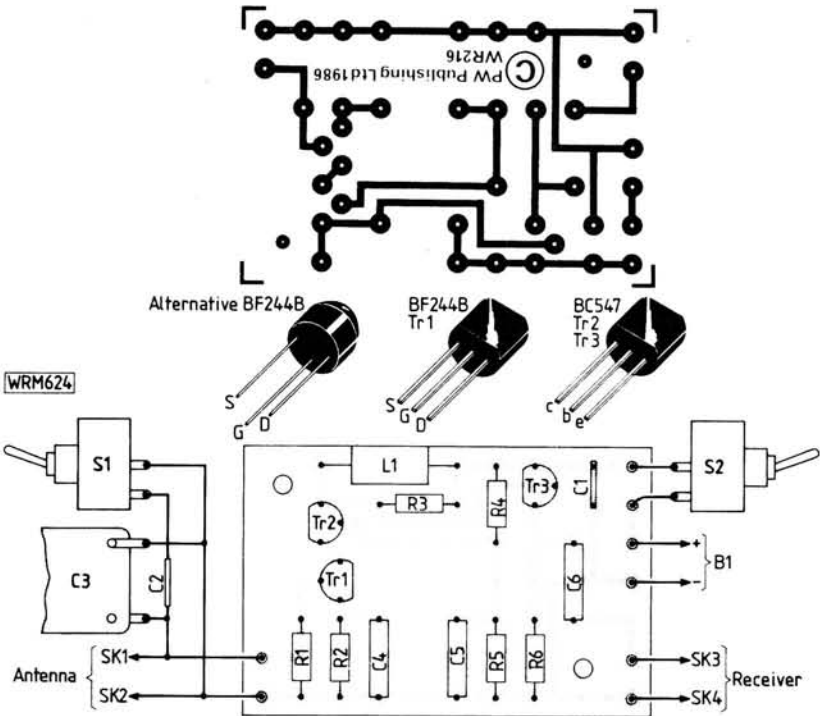 PW Publishing Ltd 1986
WR216
©
Alternative BF244B
BF244B
Tr1
BC547
Tr2
Tr3
S
G
D
S
G
D
c
b
e
WRM624
S1
L1
R3
R4
Tr3
C1
S2
Tr2
Tr1
C3
C2
C6
+
−
B1
R1
R2
C4
C5
R5
R6
Antenna
SK1
SK2
SK3
SK4
Receiver